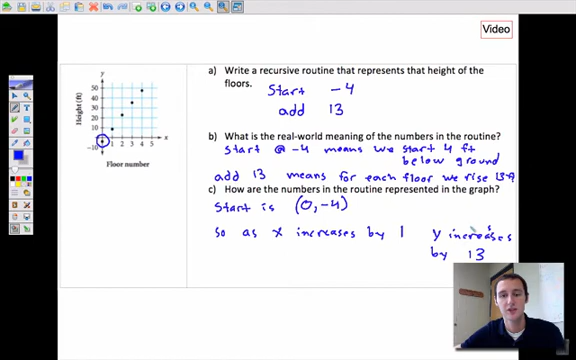 Video
a) Write a recursive routine that represents that height of the
floors.
Start -4
add 13
b) What is the real-world meaning of the numbers in the routine?
Start @ -4 means we start 4 ft
below ground
add 13 means for each floor we rise 13 ft
c) How are the numbers in the routine represented in the graph?
Start is (0, -4)
so as x increases by 1 y increases
by 13
y
Height (ft)
50
40
30
20
10
0
-10
1 2 3 4 5 x
Floor number